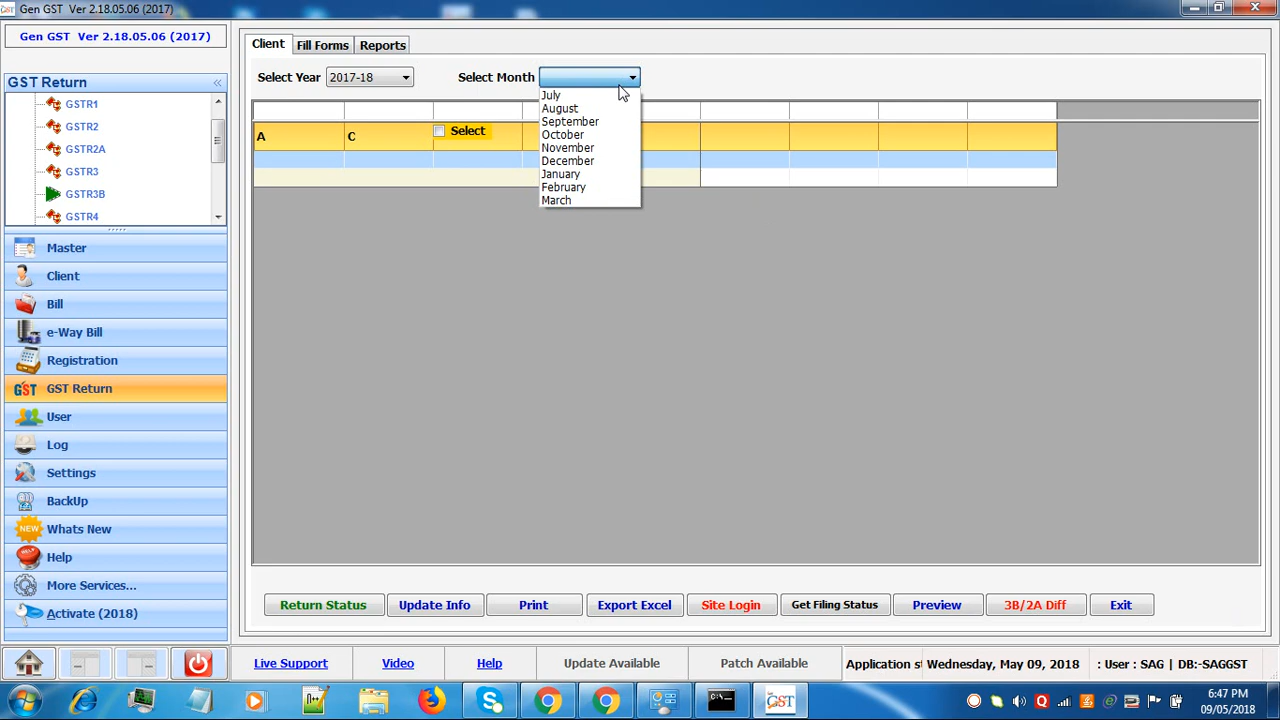 Gen GST Ver 2.18.05.06 (2017)
Gen GST Ver 2.18.05.06 (2017)
GST Return
GSTR1
GSTR2
GSTR2A
GSTR3
GSTR3B
GSTR4
Master
Client
Bill
e-Way Bill
Registration
GST Return
User
Log
Settings
BackUp
Whats New
Help
More Services...
Activate (2018)
Client Fill Forms Reports
Select Year 2017-18 Select Month
July
August
September
October
November
December
January
February
March
A C Select
Return Status Update Info Print Export Excel Site Login Get Filing Status Preview 3B/2A Diff Exit
Live Support Video Help Update Available Patch Available Application st Wednesday, May 09, 2018 : User : SAG | DB:-SAGGST
6:47 PM
09/05/2018